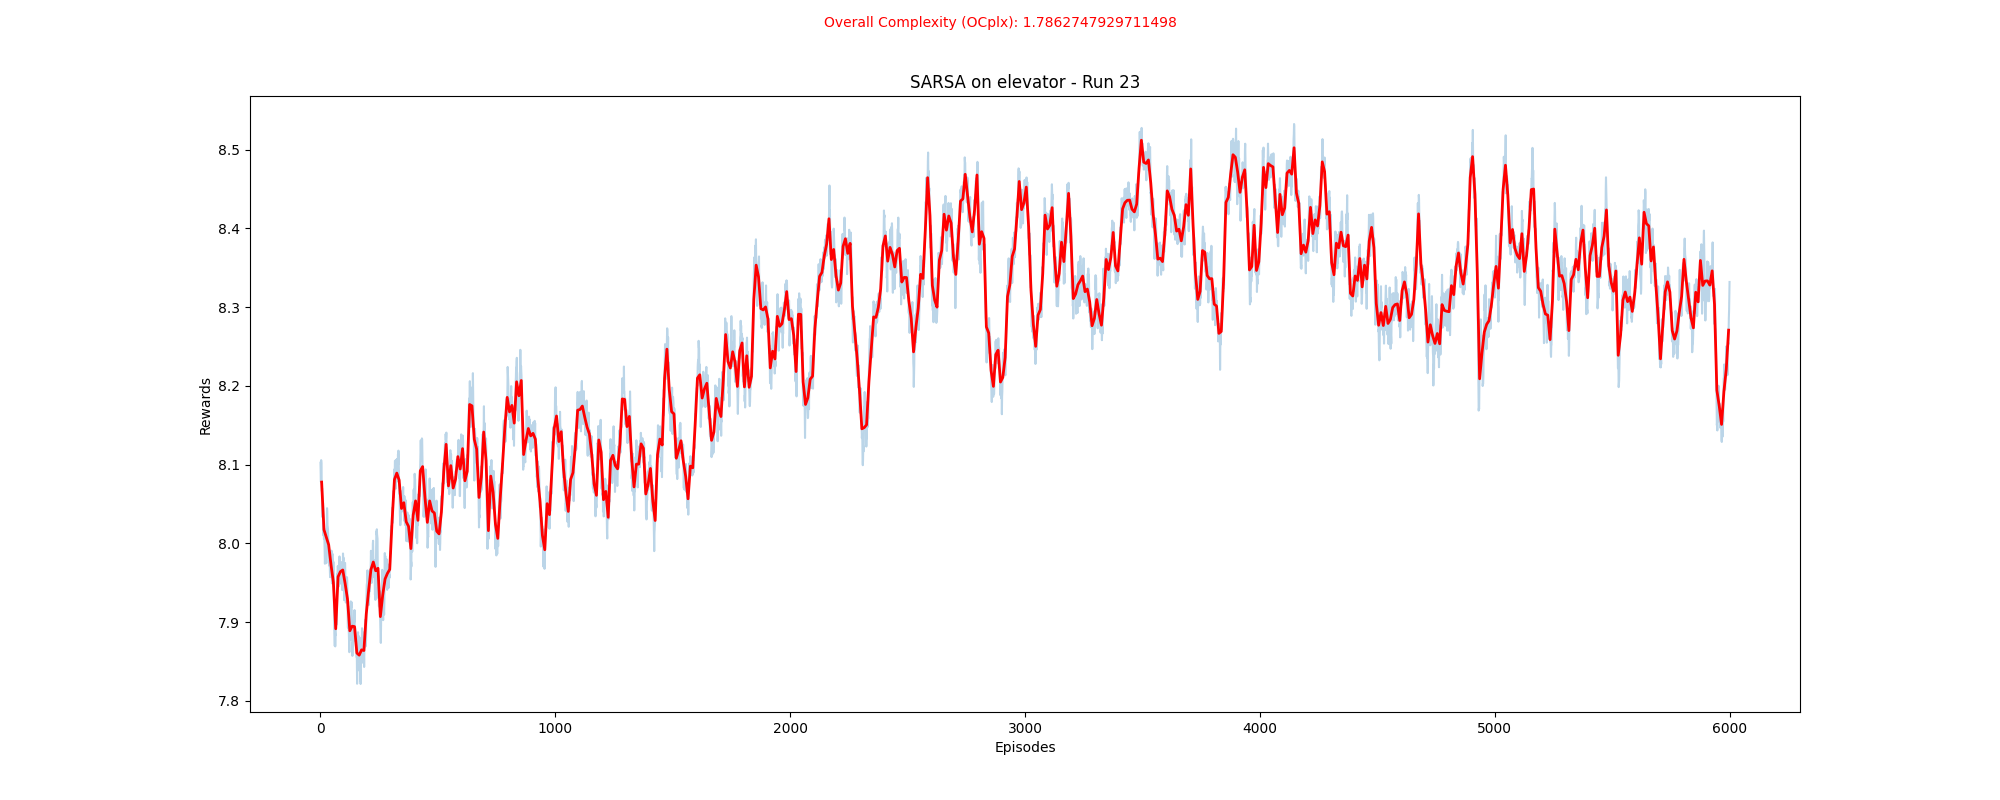 Overall Complexity (OCplx): 1.7862747929711498
SARSA on elevator - Run 23
8.5
8.4
8.3
8.2
8.1
8.0
7.9
7.8
Rewards
0 1000 2000 3000 4000 5000 6000
Episodes